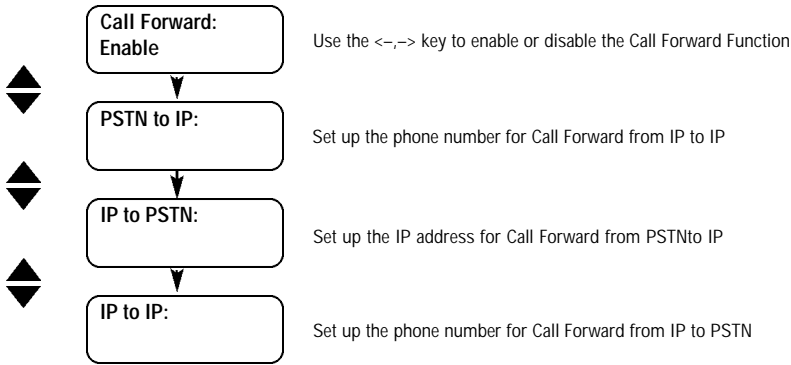 Call Forward:
Enable
Use the <–,–> key to enable or disable the Call Forward Function
PSTN to IP:
Set up the phone number for Call Forward from IP to IP
IP to PSTN:
Set up the IP address for Call Forward from PSTNto IP
IP to IP:
Set up the phone number for Call Forward from IP to PSTN